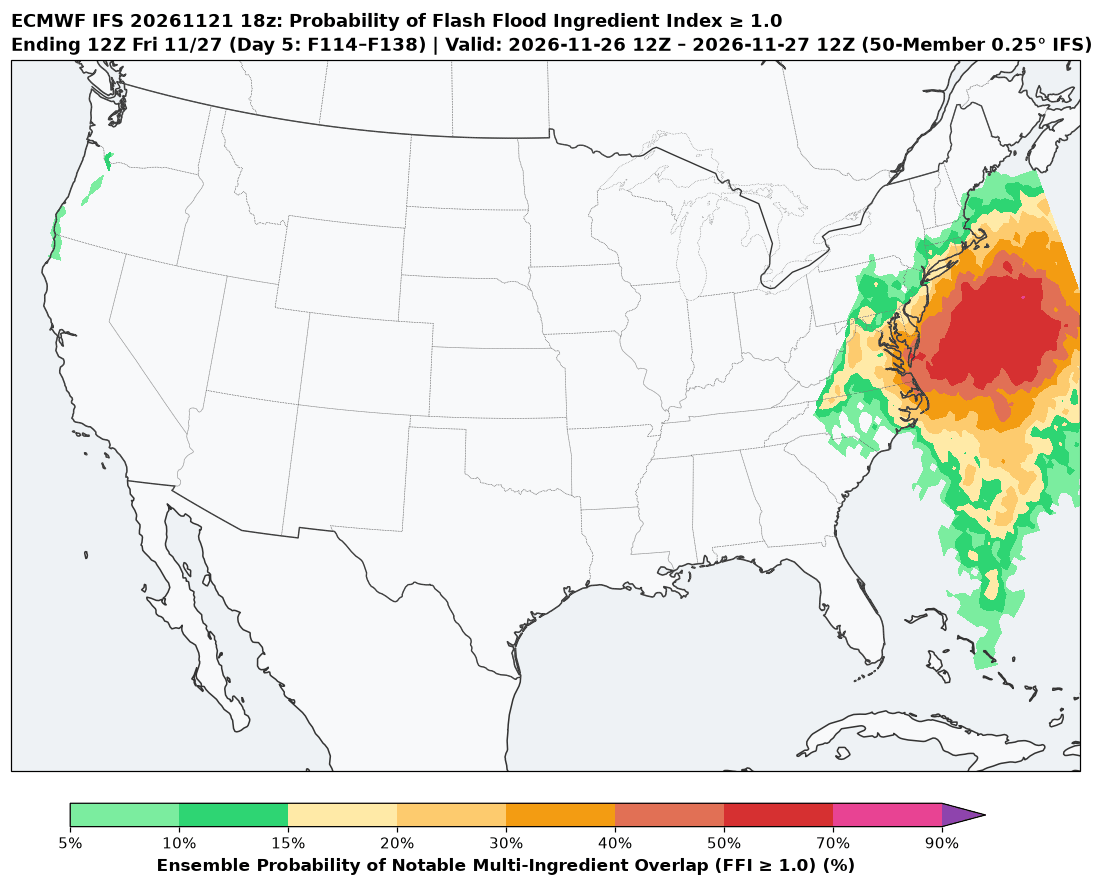 ECMWF IFS 20261121 18z: Probability of Flash Flood Ingredient Index ≥ 1.0
Ending 12Z Fri 11/27 (Day 5: F114–F138) | Valid: 2026-11-26 12Z – 2026-11-27 12Z (50-Member 0.25° IFS)
5% 10% 15% 20% 30% 40% 50% 70% 90%
Ensemble Probability of Notable Multi-Ingredient Overlap (FFI ≥ 1.0) (%)